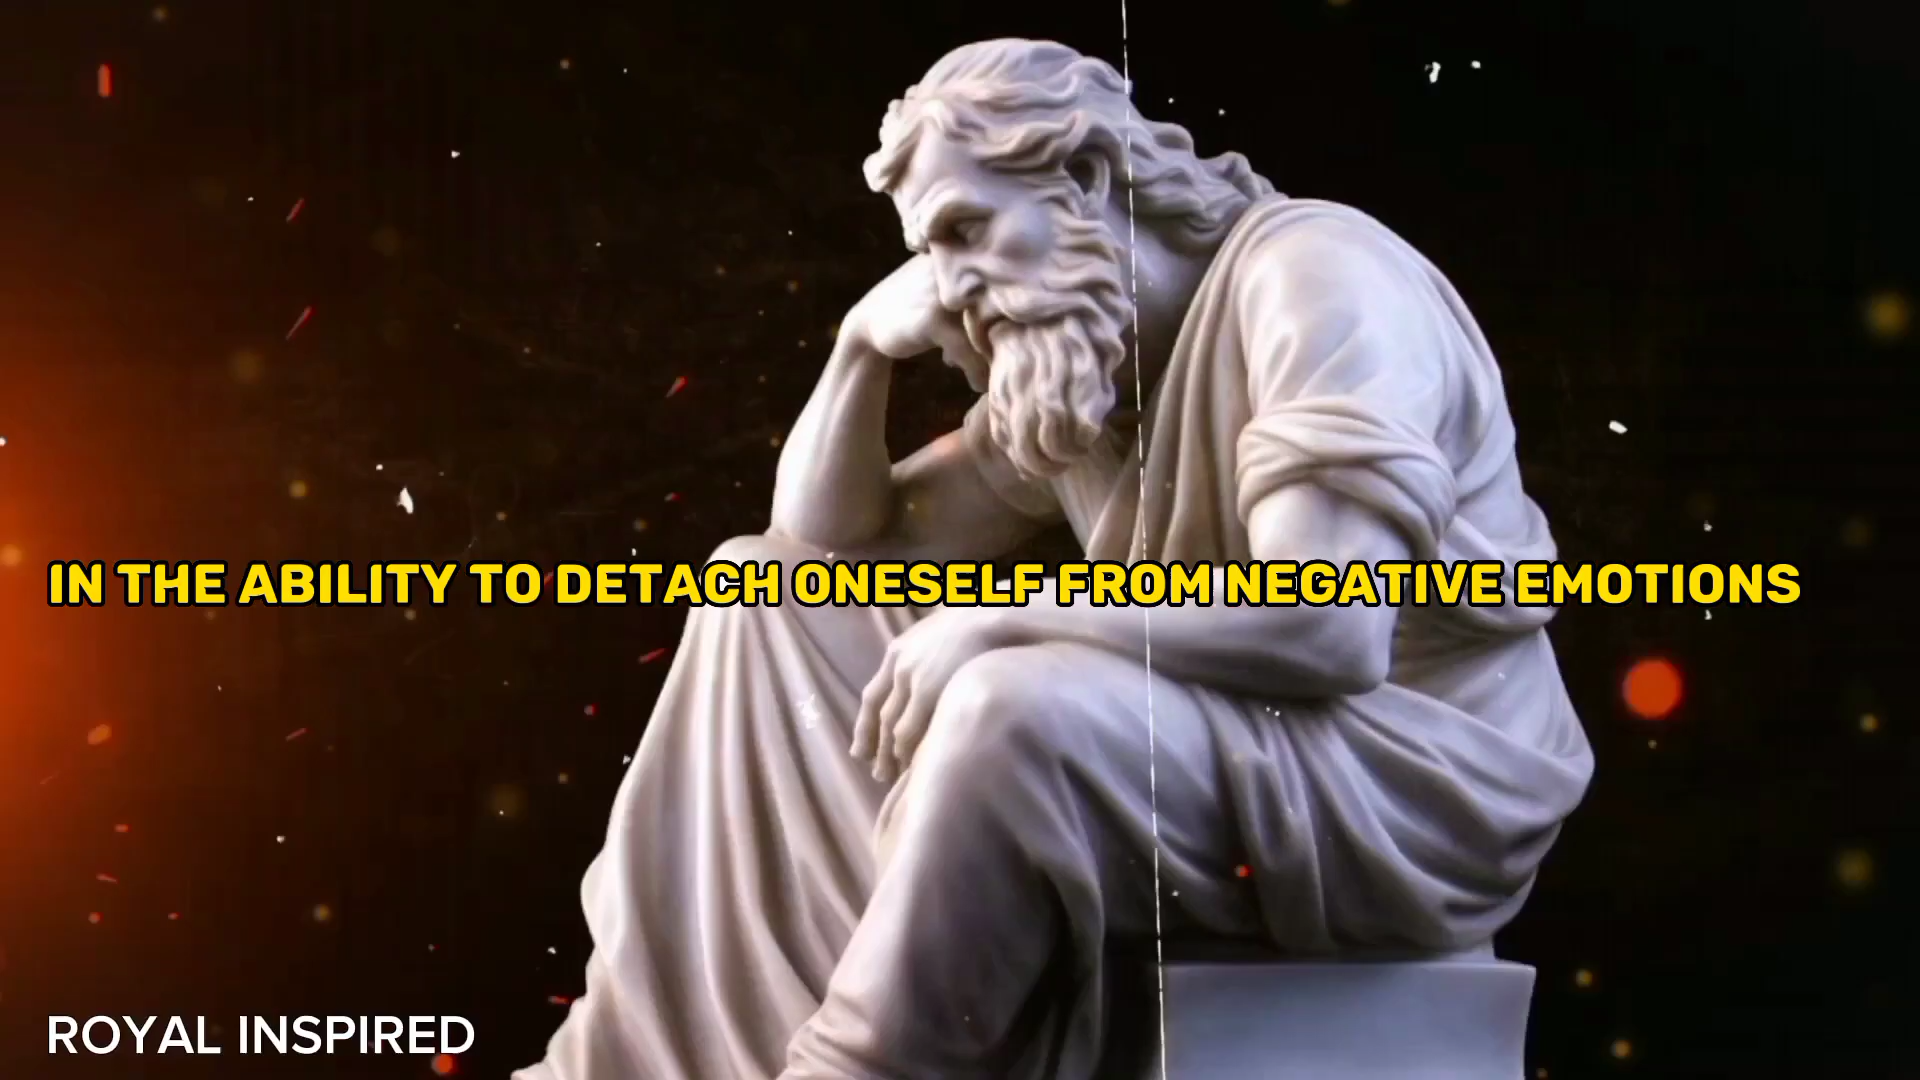 IN THE ABILITY TO DETACH ONESELF FROM NEGATIVE EMOTIONS
ROYAL INSPIRED